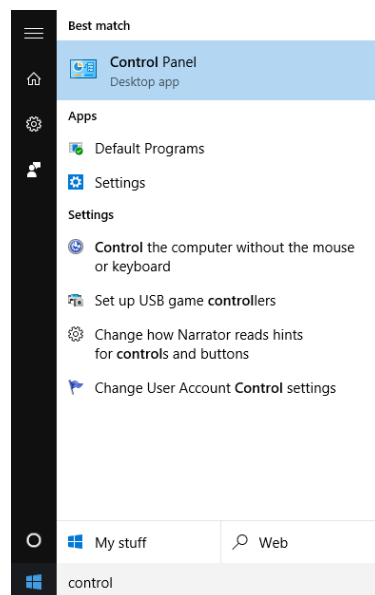 Best match
Control Panel
Desktop app
Apps
Default Programs
Settings
Settings
Control the computer without the mouse
or keyboard
Set up USB game controllers
Change how Narrator reads hints
for controls and buttons
Change User Account Control settings
My stuff
Web
control